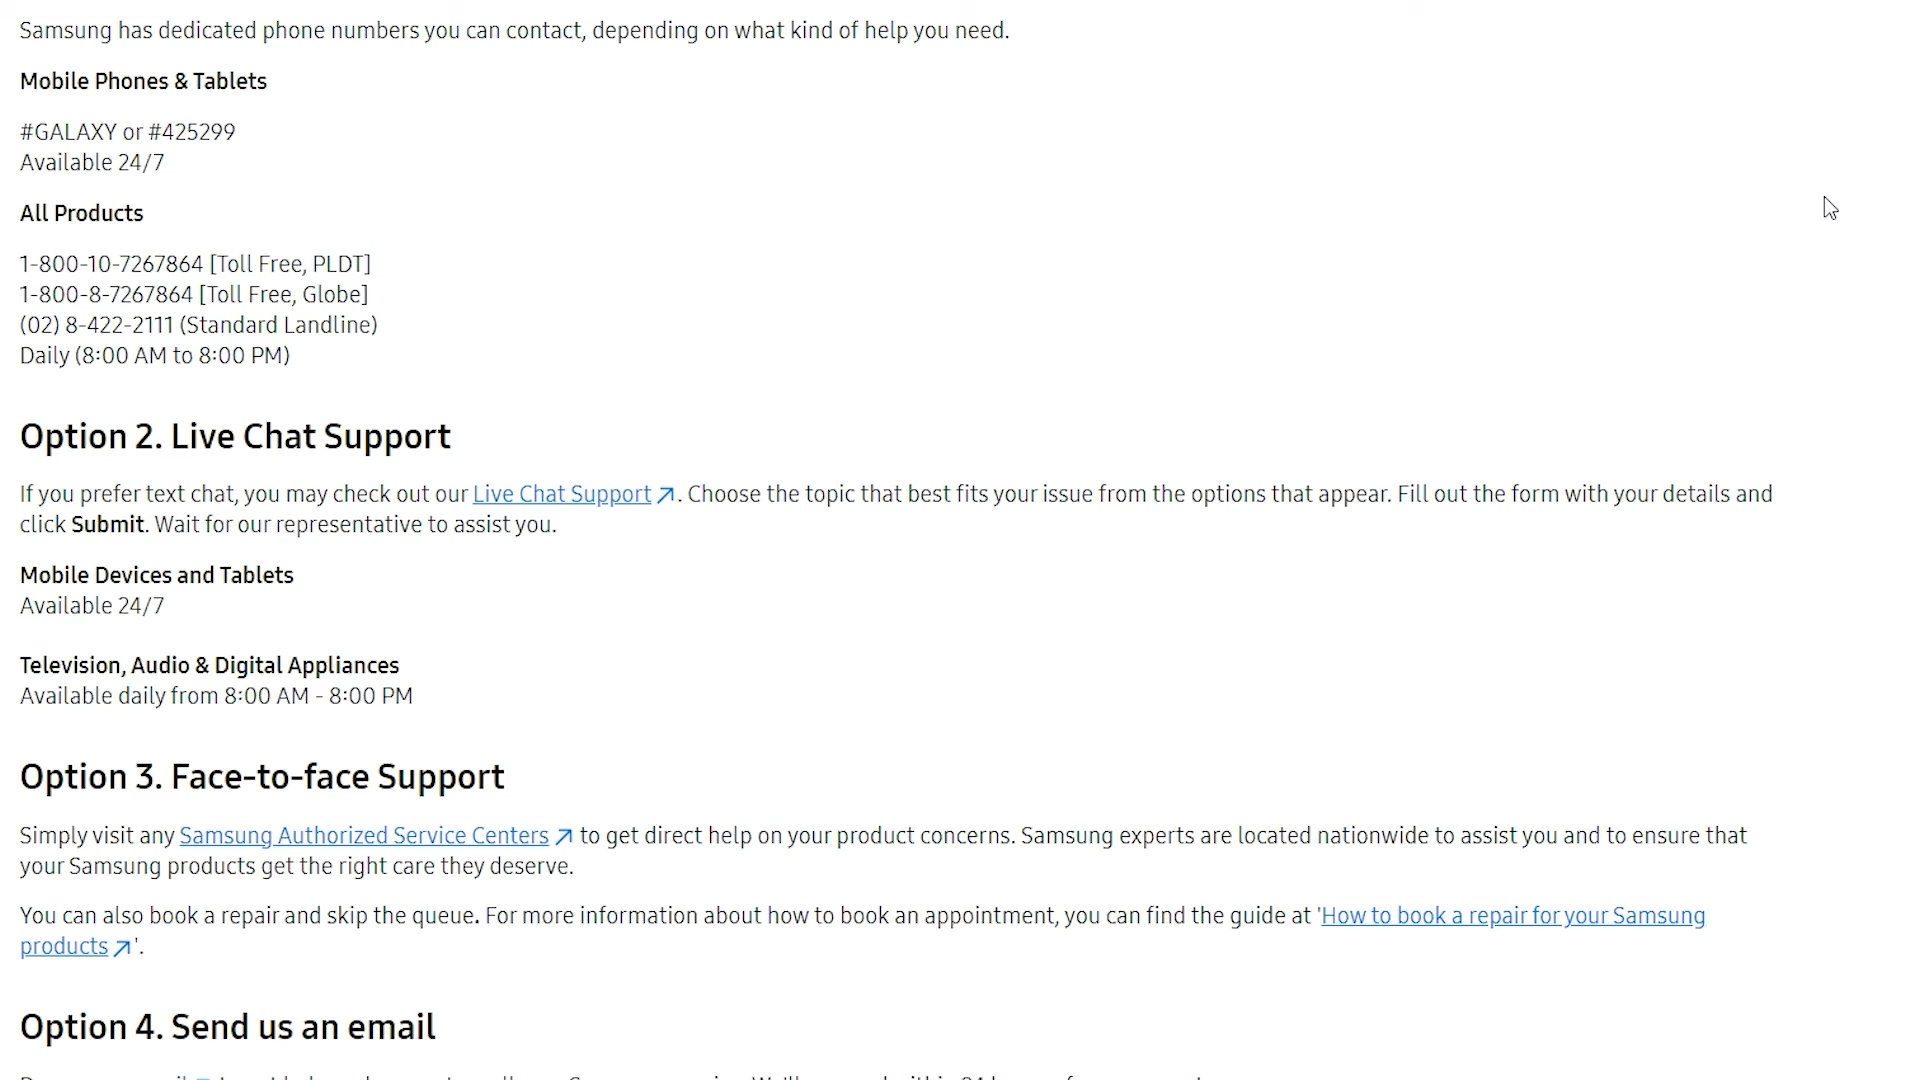 Samsung has dedicated phone numbers you can contact, depending on what kind of help you need.
Mobile Phones & Tablets
#GALAXY or #425299
Available 24/7
All Products
1-800-10-7267864 [Toll Free, PLDT]
1-800-8-7267864 [Toll Free, Globe]
(02) 8-422-2111 (Standard Landline)
Daily (8:00 AM to 8:00 PM)
Option 2. Live Chat Support
If you prefer text chat, you may check out our Live Chat Support. Choose the topic that best fits your issue from the options that appear. Fill out the form with your details and
click Submit. Wait for our representative to assist you.
Mobile Devices and Tablets
Available 24/7
Television, Audio & Digital Appliances
Available daily from 8:00 AM - 8:00 PM
Option 3. Face-to-face Support
Simply visit any Samsung Authorized Service Centers to get direct help on your product concerns. Samsung experts are located nationwide to assist you and to ensure that
your Samsung products get the right care they deserve.
You can also book a repair and skip the queue. For more information about how to book an appointment, you can find the guide at 'How to book a repair for your Samsung
products'.
Option 4. Send us an email